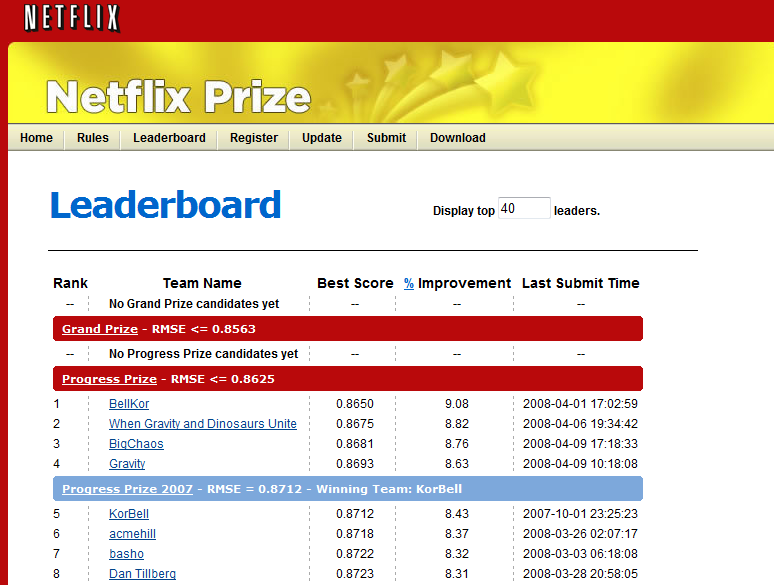 NETFLIX
Netflix Prize
Home Rules Leaderboard Register Update Submit Download
Leaderboard
Display top 40 leaders.
Rank Team Name Best Score % Improvement Last Submit Time
-- No Grand Prize candidates yet -- -- --
Grand Prize - RMSE <= 0.8563
-- No Progress Prize candidates yet -- -- --
Progress Prize - RMSE <= 0.8625
1 BellKor 0.8650 9.08 2008-04-01 17:02:59
2 When Gravity and Dinosaurs Unite 0.8675 8.82 2008-04-06 19:34:42
3 BigChaos 0.8681 8.76 2008-04-09 17:18:33
4 Gravity 0.8693 8.63 2008-04-09 10:18:08
Progress Prize 2007 - RMSE = 0.8712 - Winning Team: KorBell
5 KorBell 0.8712 8.43 2007-10-01 23:25:23
6 acmehill 0.8718 8.37 2008-03-26 02:07:17
7 basho 0.8722 8.32 2008-03-03 06:18:08
8 Dan Tillberg 0.8723 8.31 2008-03-28 20:58:05